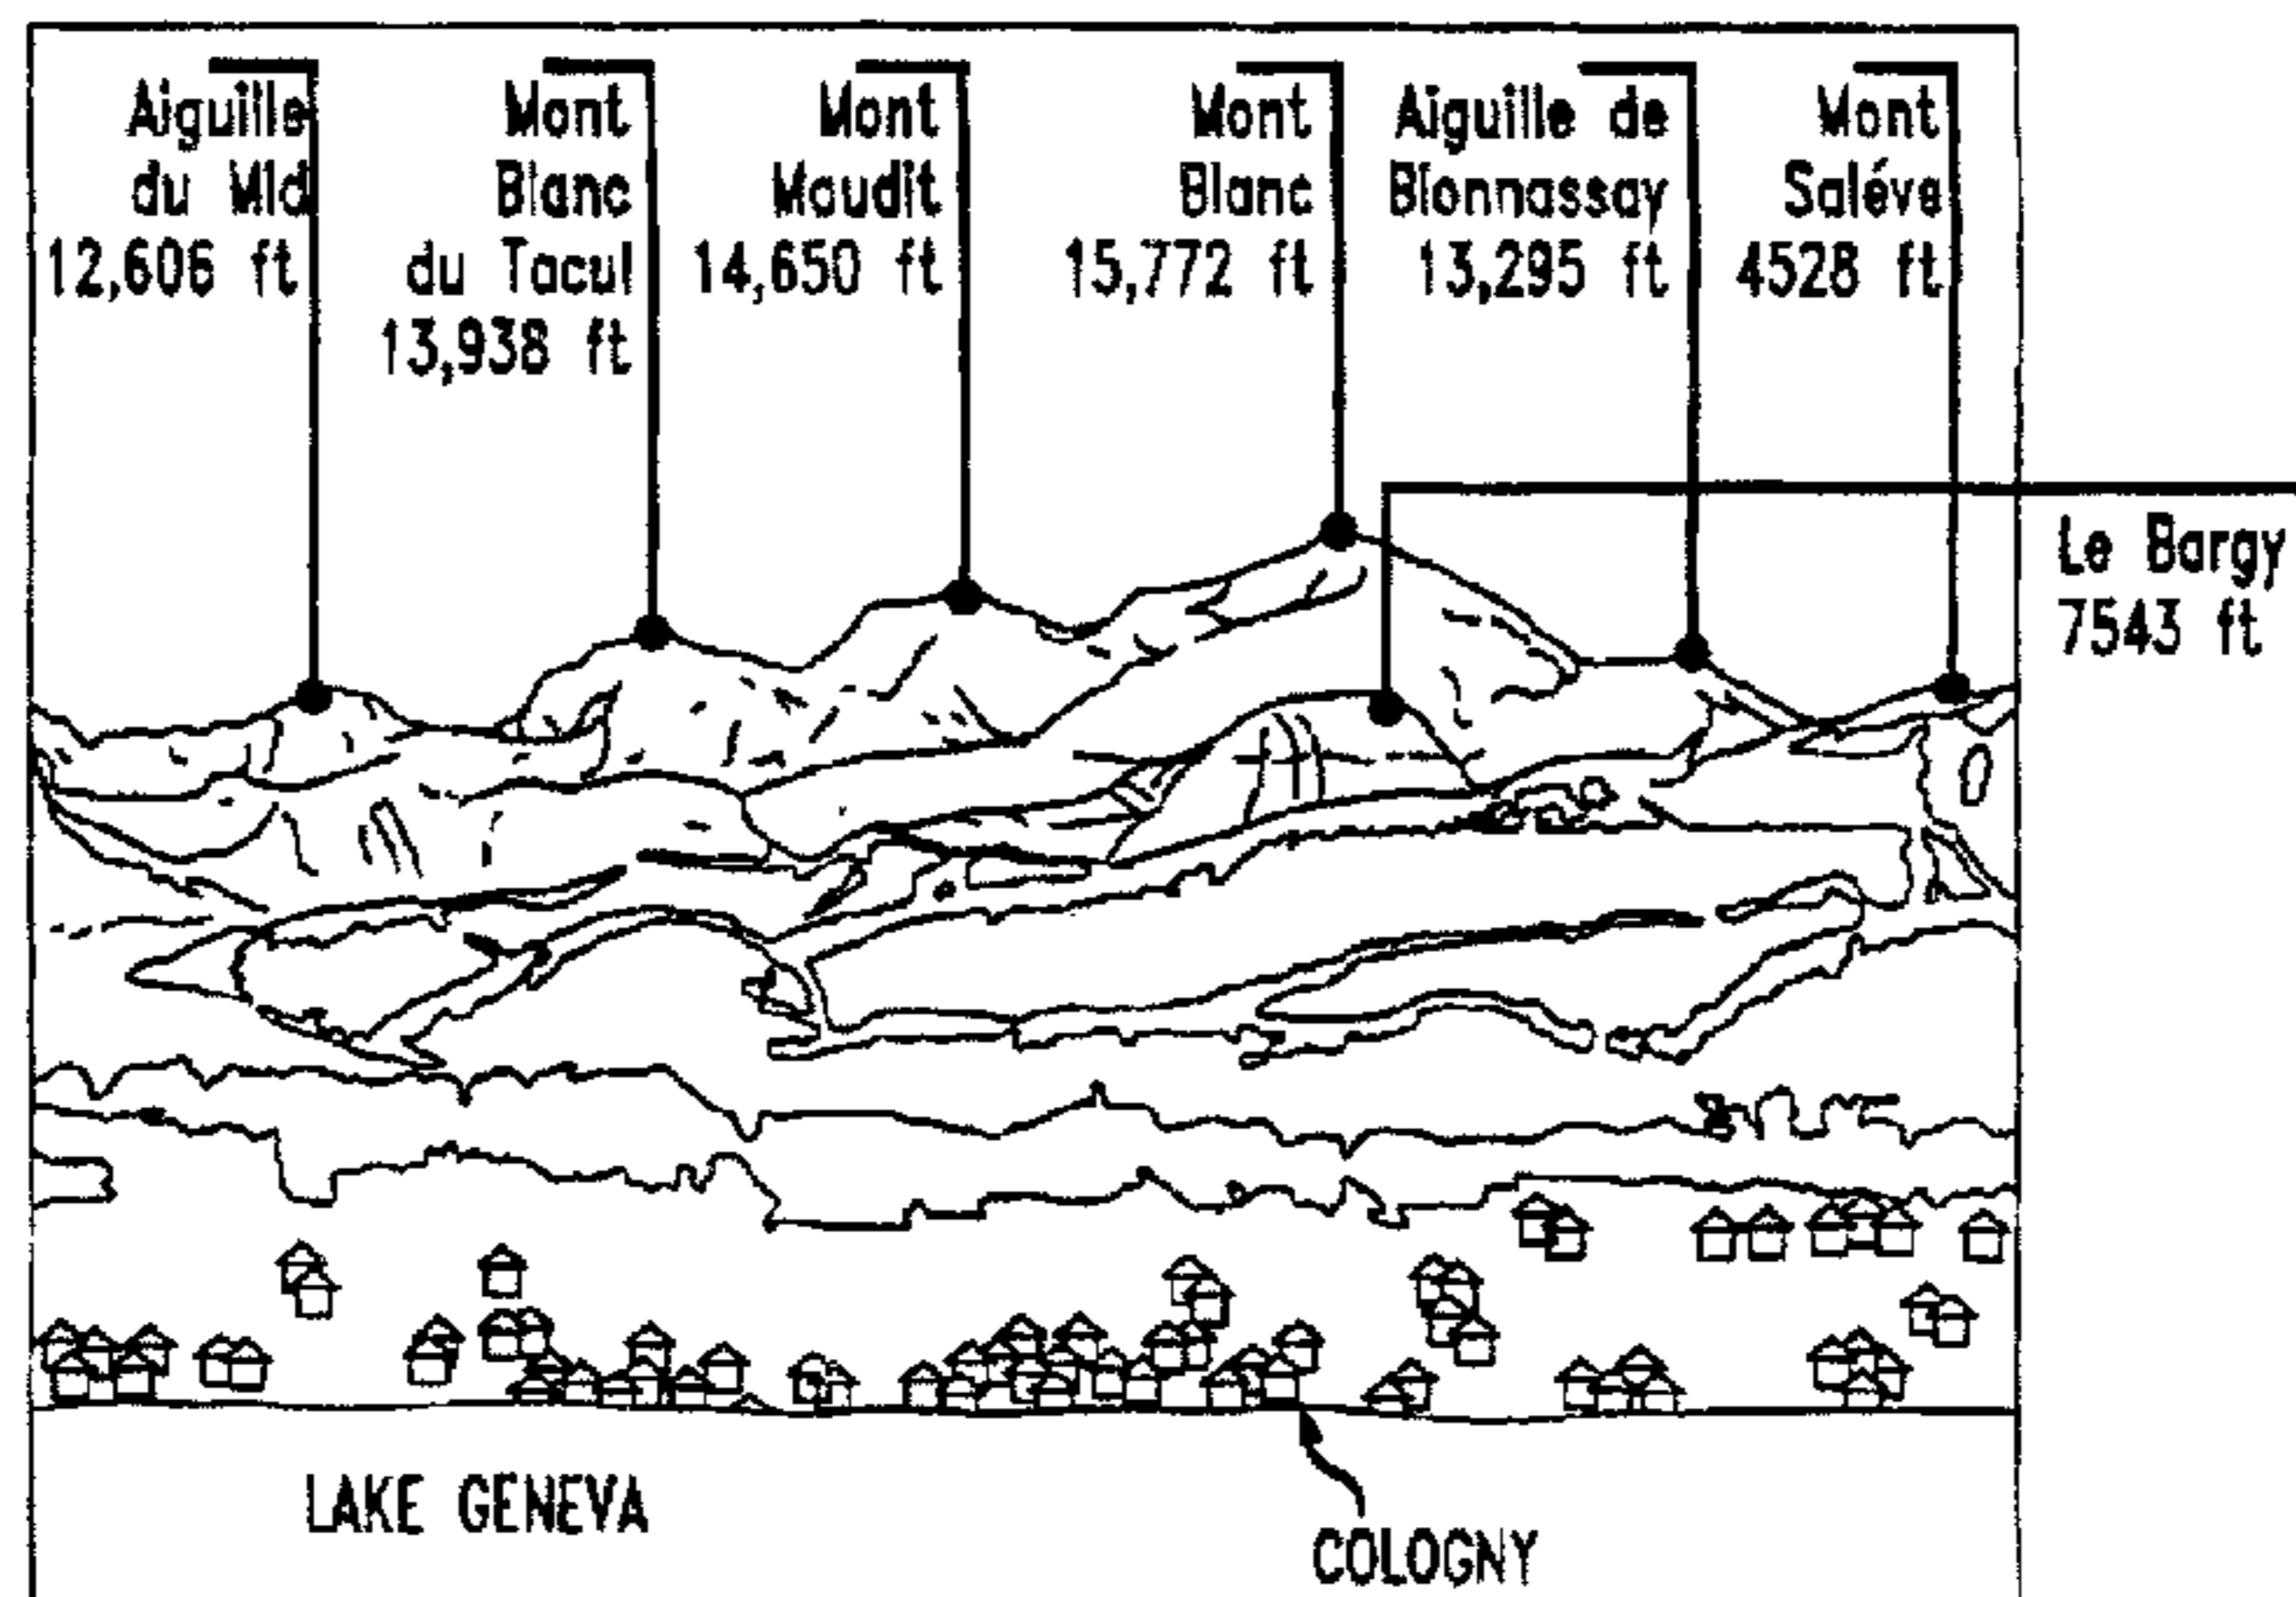 Aiguille
du Mid
12,606 ft
Mont
Blanc
du Tacul
13,938 ft
Mont
Maudit
14,650 ft
Mont
Blanc
15,772 ft
Aiguille de
Bionnassay
13,295 ft
Mont
Saléve
4528 ft
Le Bargy
7543 ft
LAKE GENEVA
COLOGNY